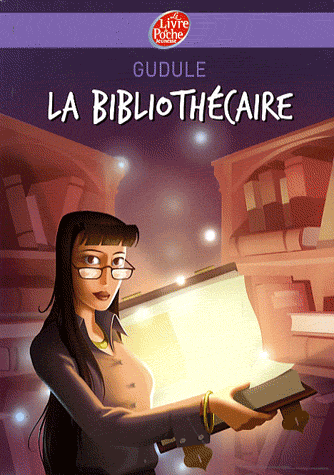 Le
LIVRE
de
POCHE
JEUNESSE
GUDULE
LA BIBLIOTHÉCAIRE